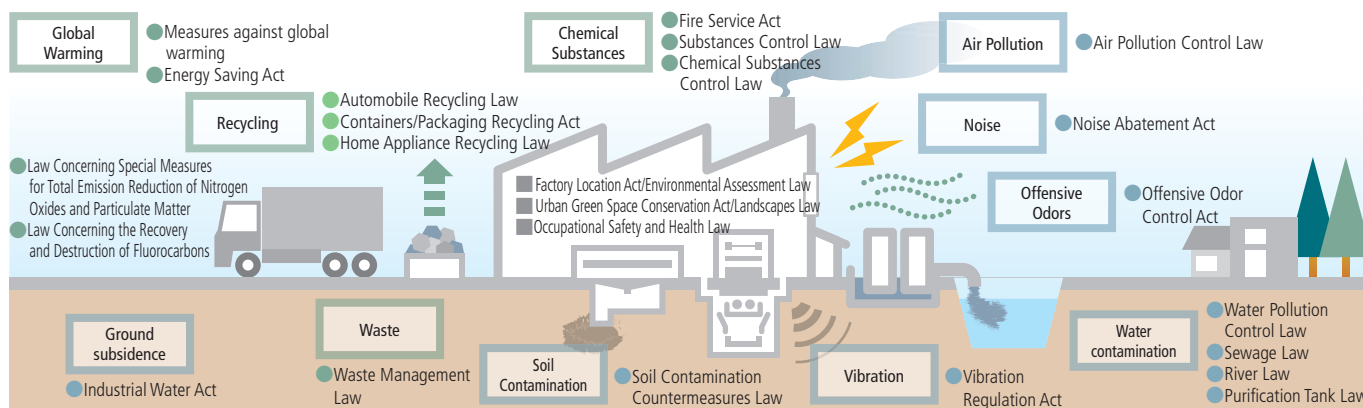 Global
Warming
Measures against global
warming
Energy Saving Act
Chemical
Substances
Fire Service Act
Substances Control Law
Chemical Substances
Control Law
Air Pollution
Air Pollution Control Law
Recycling
Automobile Recycling Law
Containers/Packaging Recycling Act
Home Appliance Recycling Law
Noise
Noise Abatement Act
Law Concerning Special Measures
for Total Emission Reduction of Nitrogen
Oxides and Particulate Matter
Law Concerning the Recovery
and Destruction of Fluorocarbons
Factory Location Act/Environmental Assessment Law
Urban Green Space Conservation Act/Landscapes Law
Occupational Safety and Health Law
Offensive
Odors
Offensive Odor
Control Act
Ground
subsidence
Industrial Water Act
Waste
Waste Management
Law
Soil
Contamination
Soil Contamination
Countermeasures Law
Vibration
Vibration
Regulation Act
Water
contamination
Water Pollution
Control Law
Sewage Law
River Law
Purification Tank Law